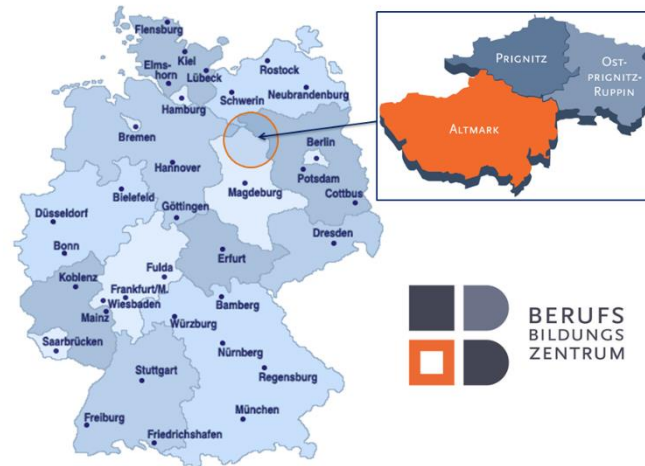 Flensburg
Kiel
Elms-
horn
Lübeck
Rostock
Schwerin
Neubrandenburg
Hamburg
Bremen
Berlin
Hannover
Potsdam
Magdeburg
Cottbus
Bielefeld
Göttingen
Düsseldorf
Dresden
Bonn
Erfurt
Fulda
Koblenz
Frankfurt/M.
Wiesbaden
Bamberg
Mainz
Würzburg
Saarbrücken
Nürnberg
Stuttgart
Regensburg
Freiburg
München
Friedrichshafen
PRIGNITZ
OST-
PRIGNITZ-
RUPPIN
ALTMARK
BERUFS
BILDUNGS
ZENTRUM